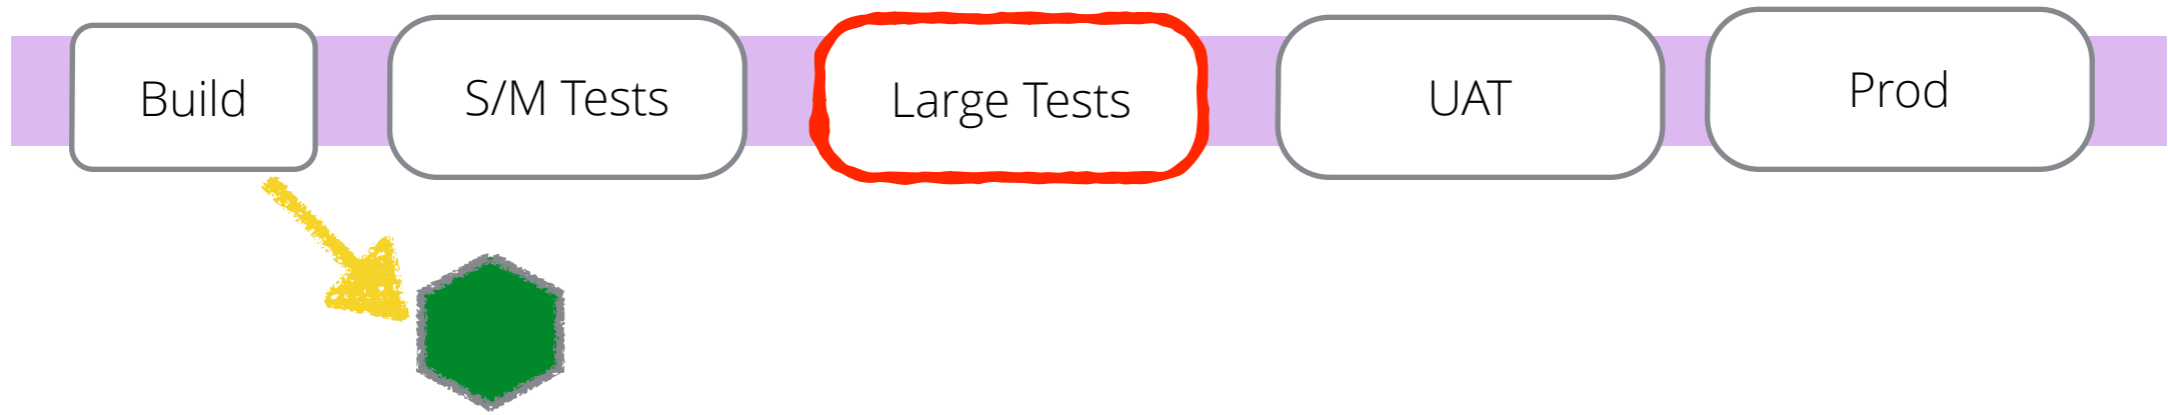 Build
S/M Tests
Large Tests
UAT
Prod